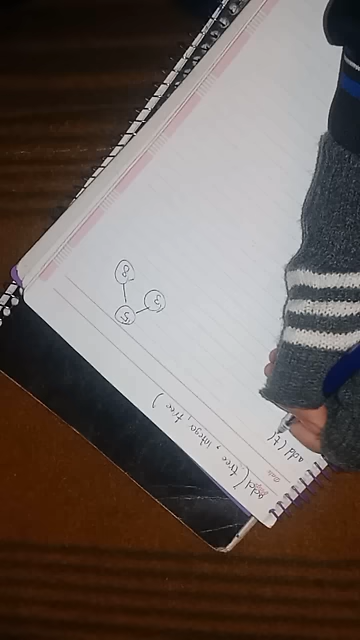 add ( tree , integer , tree )
5
3
8
add (t)